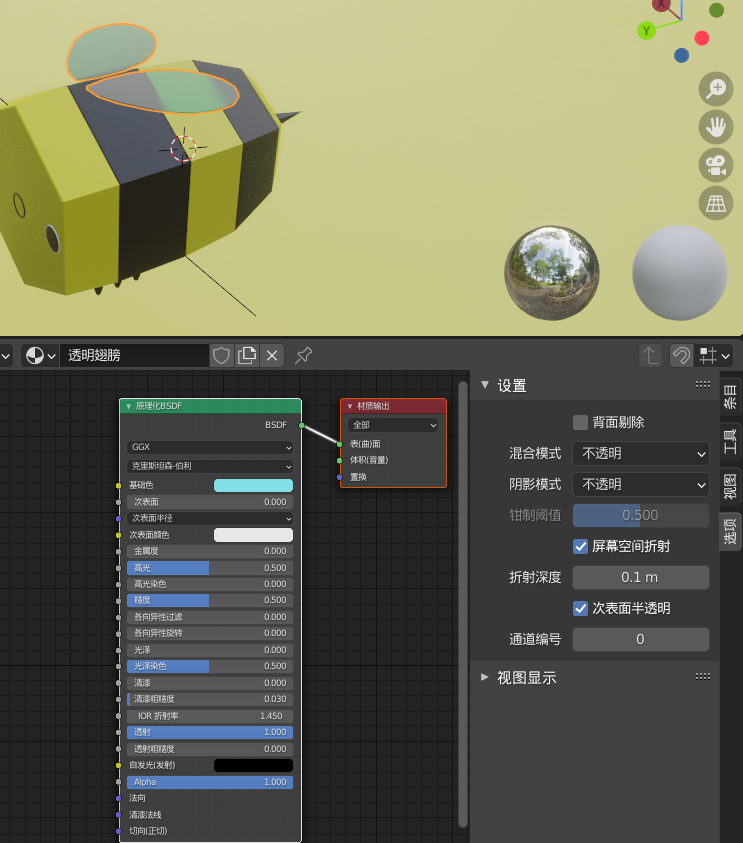 X
Y
透明翅膀
原理化BSDF
BSDF
GGX
克里斯坦森-伯利
基础色
次表面 0.000
次表面半径
次表面颜色
金属度 0.000
高光 0.500
高光染色 0.000
糙度 0.500
各向异性过滤 0.000
各向异性旋转 0.000
光泽 0.000
光泽染色 0.500
清漆 0.000
清漆粗糙度 0.030
IOR 折射率 1.450
透射 1.000
透射粗糙度 0.000
自发光(发射)
Alpha 1.000
法向
清漆法线
切向(正切)
材质输出
全部
表(曲)面
体积(音量)
置换
设置
背面剔除
混合模式 不透明
阴影模式 不透明
钳制阈值 0.500
屏幕空间折射
折射深度 0.1 m
次表面半透明
通道编号 0
视图显示
条目
工具
视图
选项